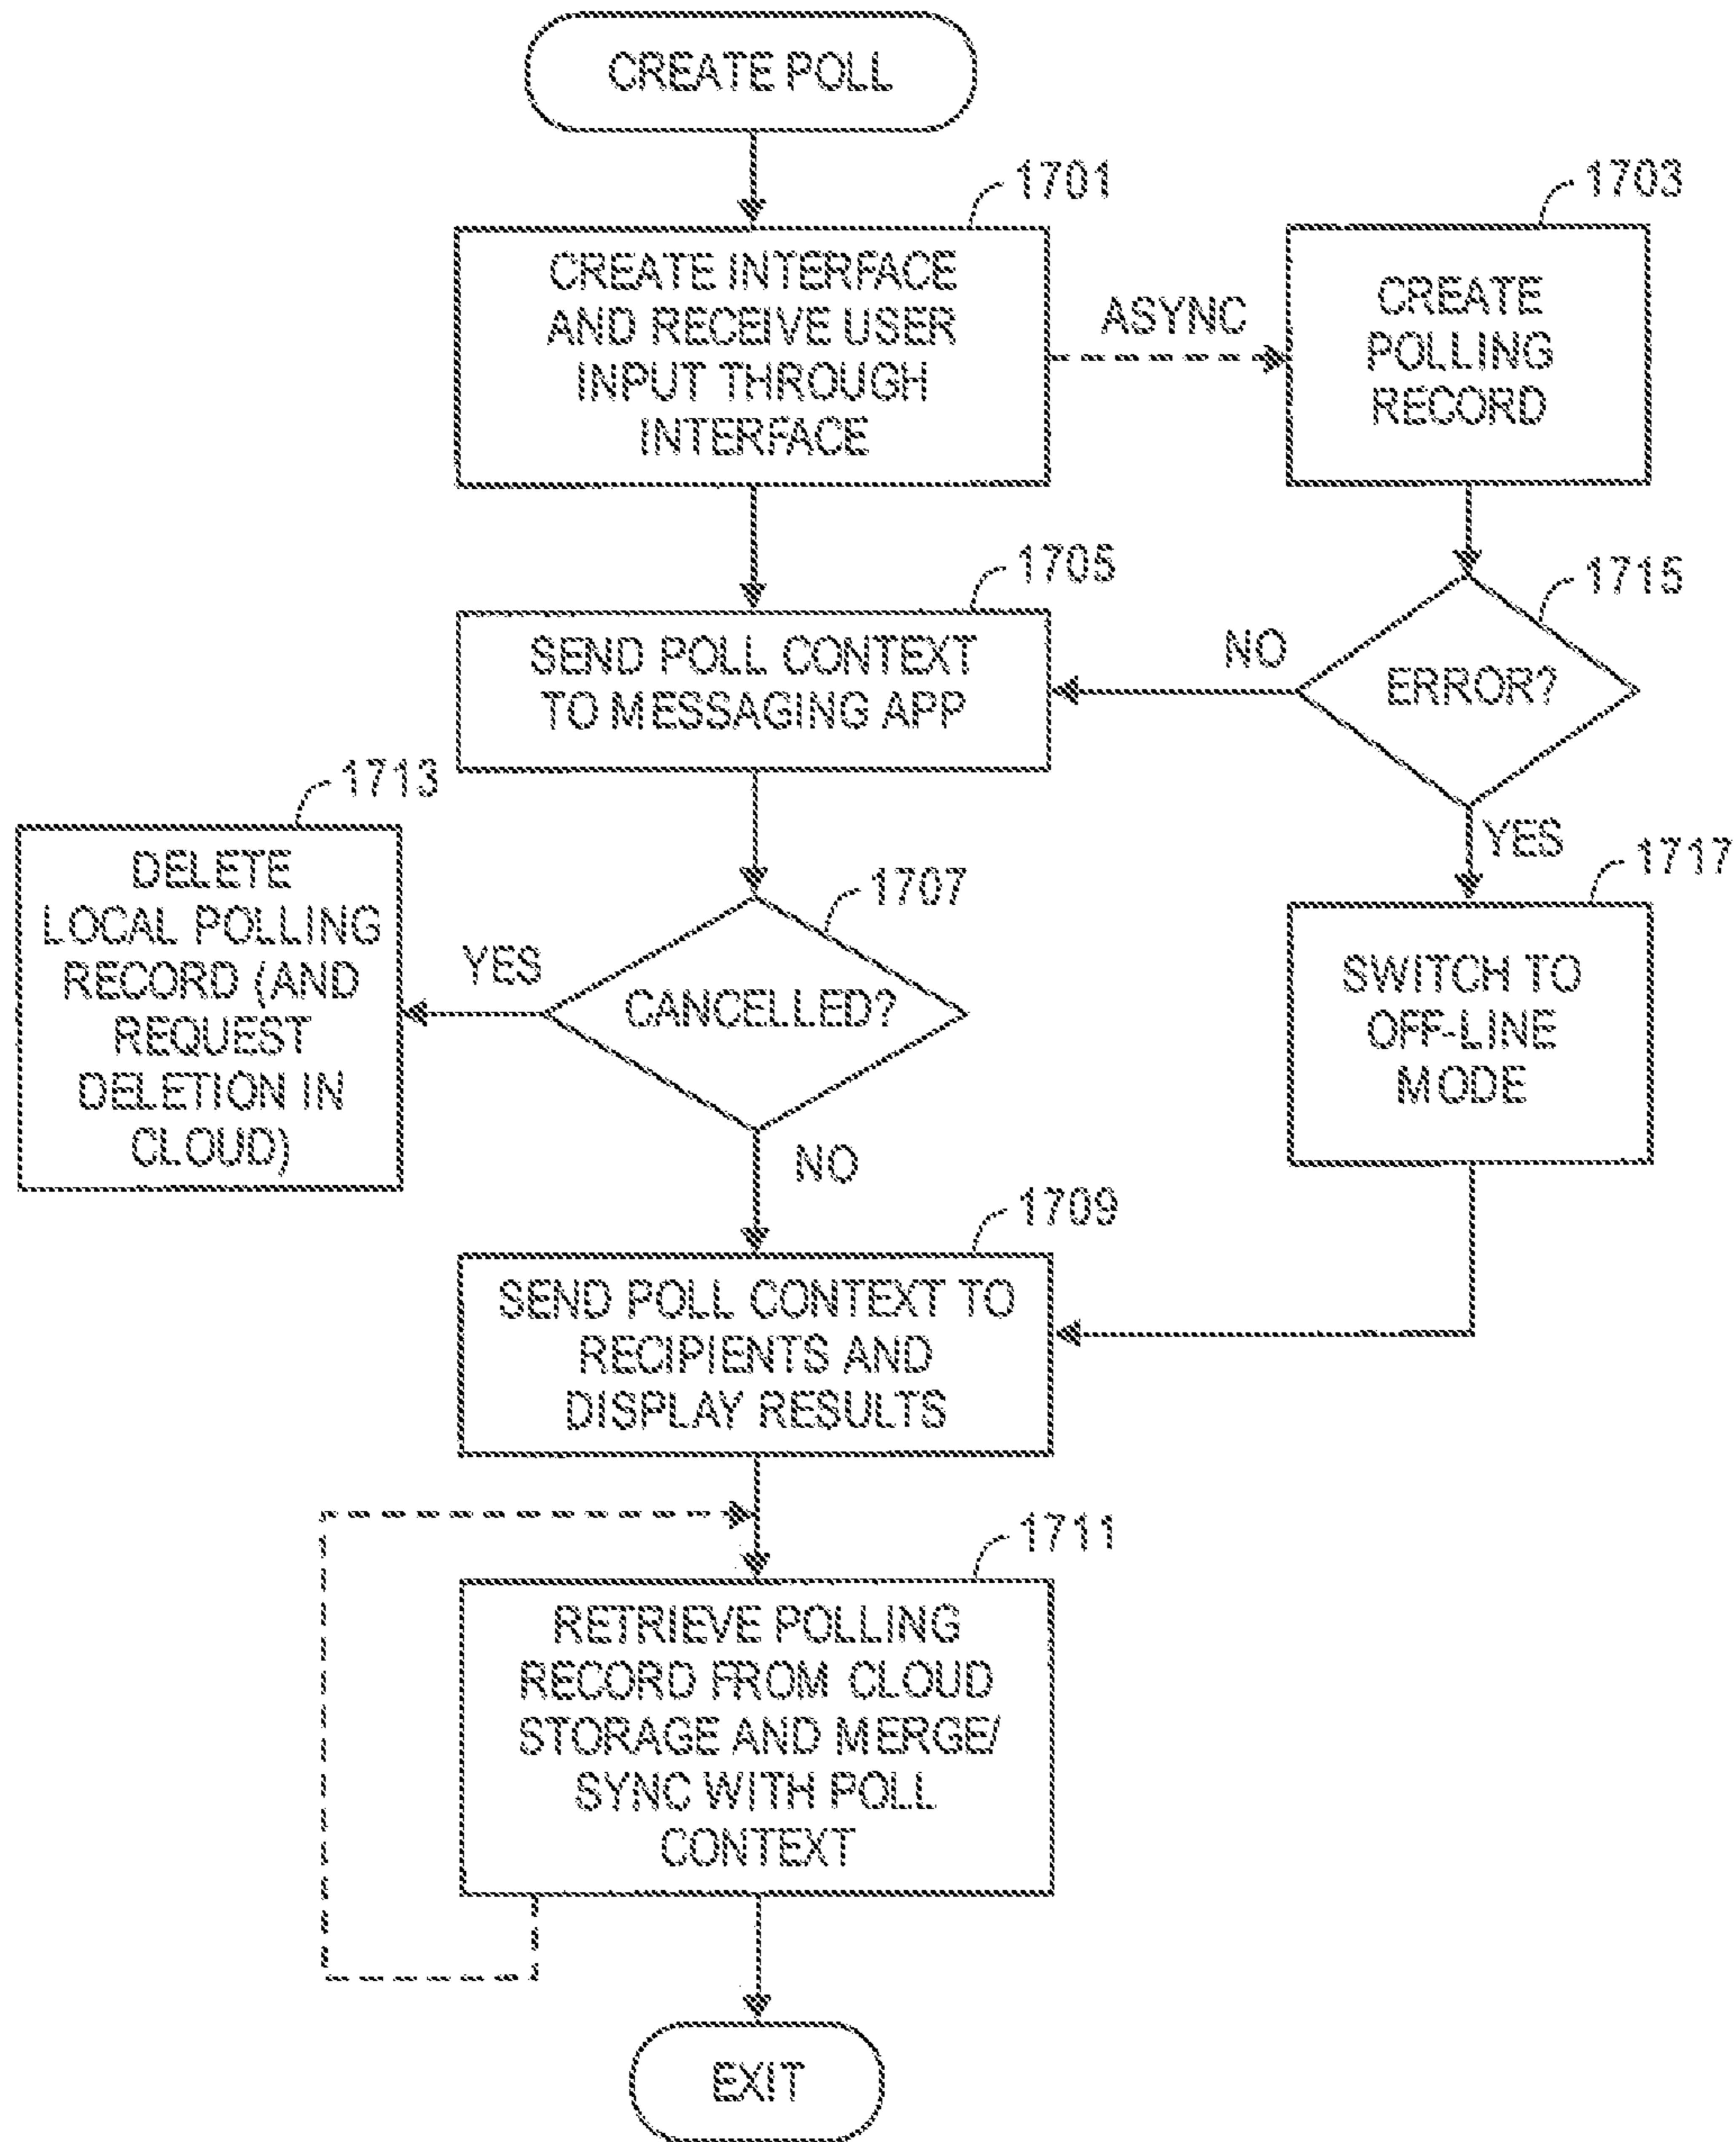 CREATE POLL
1701
CREATE INTERFACE
AND RECEIVE USER
INPUT THROUGH
INTERFACE
ASYNC
1703
CREATE
POLLING
RECORD
1705
SEND POLL CONTEXT
TO MESSAGING APP
NO
1715
ERROR?
YES
1713
DELETE
LOCAL POLLING
RECORD (AND
REQUEST
DELETION IN
CLOUD)
YES
1707
CANCELLED?
NO
1717
SWITCH TO
OFF-LINE
MODE
1709
SEND POLL CONTEXT TO
RECIPIENTS AND
DISPLAY RESULTS
1711
RETRIEVE POLLING
RECORD FROM CLOUD
STORAGE AND MERGE/
SYNC WITH POLL
CONTEXT
EXIT